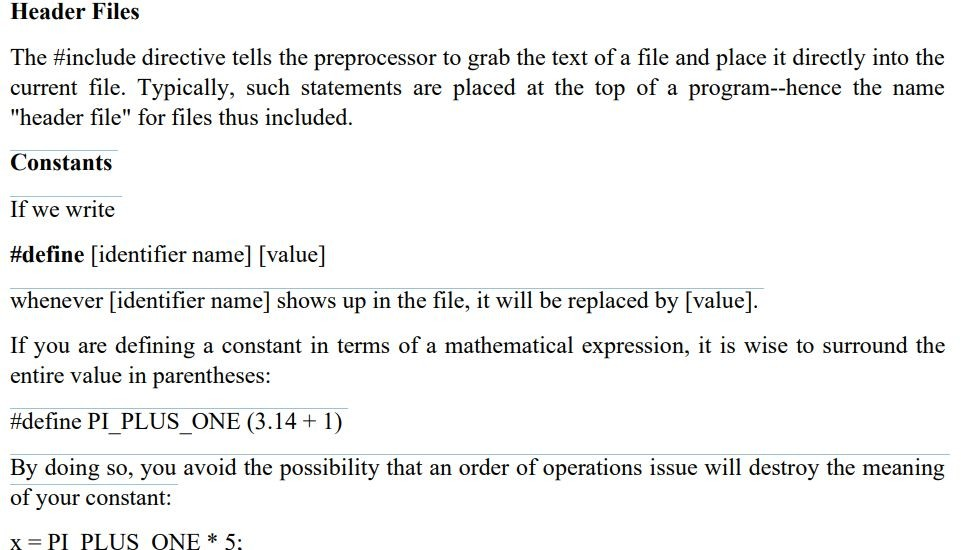 Header Files
The #include directive tells the preprocessor to grab the text of a file and place it directly into the
current file. Typically, such statements are placed at the top of a program--hence the name
"header file" for files thus included.
Constants
If we write
#define [identifier name] [value]
whenever [identifier name] shows up in the file, it will be replaced by [value].
If you are defining a constant in terms of a mathematical expression, it is wise to surround the
entire value in parentheses:
#define PI_PLUS_ONE (3.14 + 1)
By doing so, you avoid the possibility that an order of operations issue will destroy the meaning
of your constant:
x = PI_PLUS_ONE * 5;